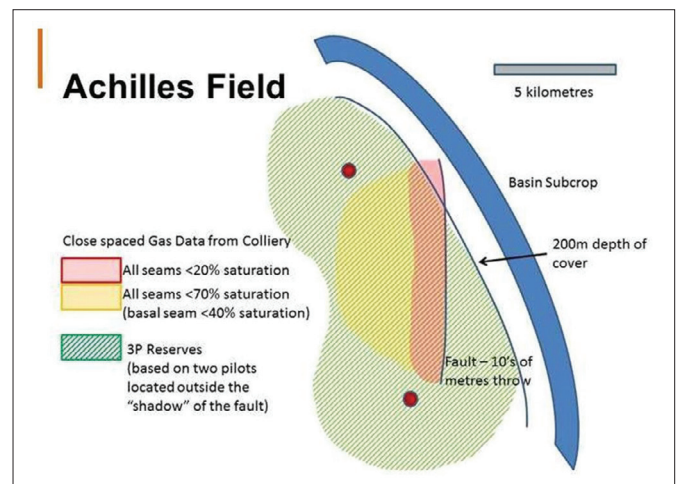 Achilles Field
5 kilometres
Basin Subcrop
200m depth of
cover
Close spaced Gas Data from Colliery
All seams <20% saturation
All seams <70% saturation
(basal seam <40% saturation)
3P Reserves
(based on two pilots
located outside the
“shadow” of the fault)
Fault – 10's of
metres throw